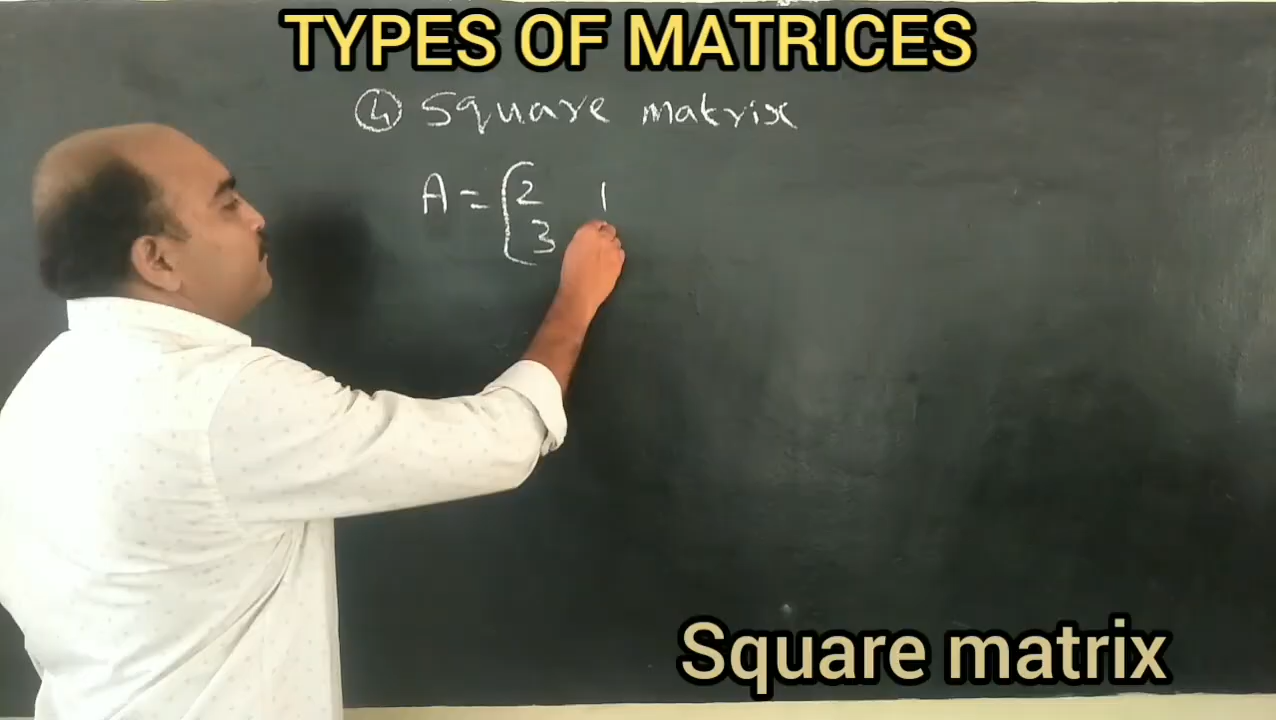 TYPES OF MATRICES
④ Square matrix
A = [2 1
3
Square matrix